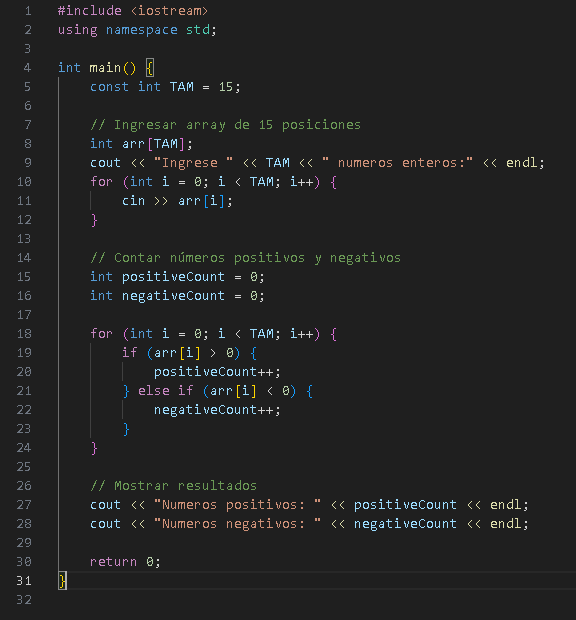 1 #include <iostream>
2 using namespace std;
3
4 int main() {
5     const int TAM = 15;
6
7     // Ingresar array de 15 posiciones
8     int arr[TAM];
9     cout << "Ingrese " << TAM << " numeros enteros:" << endl;
10     for (int i = 0; i < TAM; i++) {
11         cin >> arr[i];
12     }
13
14     // Contar números positivos y negativos
15     int positiveCount = 0;
16     int negativeCount = 0;
17
18     for (int i = 0; i < TAM; i++) {
19         if (arr[i] > 0) {
20             positiveCount++;
21         } else if (arr[i] < 0) {
22             negativeCount++;
23         }
24     }
25
26     // Mostrar resultados
27     cout << "Numeros positivos: " << positiveCount << endl;
28     cout << "Numeros negativos: " << negativeCount << endl;
29
30     return 0;
31 }
32